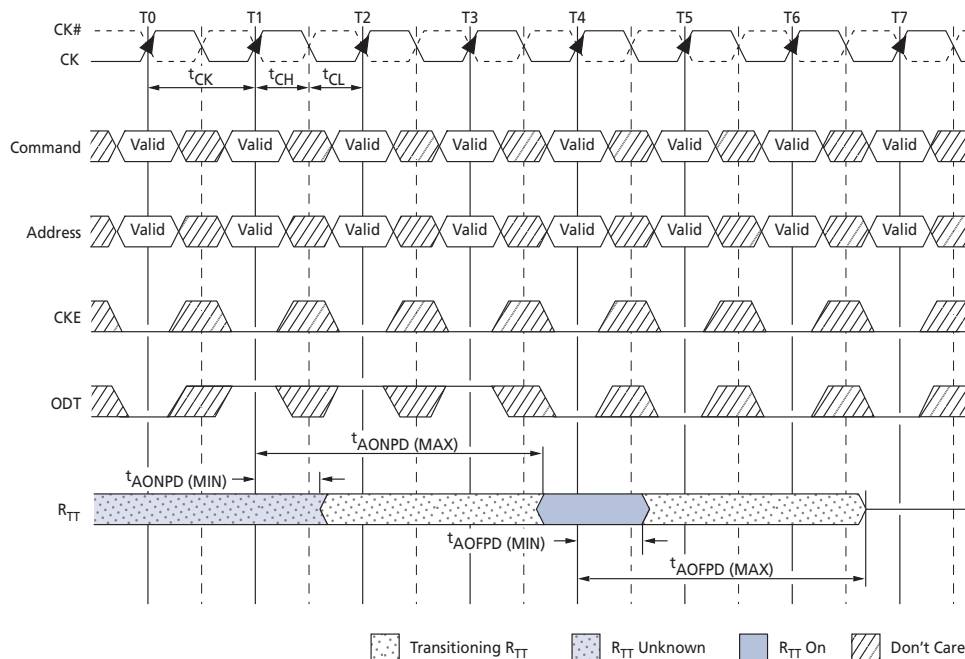 T0 T1 T2 T3 T4 T5 T6 T7
CK#
CK
tCK tCH tCL
Command Valid Valid Valid Valid Valid Valid Valid Valid
Address Valid Valid Valid Valid Valid Valid Valid Valid
CKE
ODT
tAONPD (MAX)
tAONPD (MIN)
RTT
tAOFPD (MIN)
tAOFPD (MAX)
Transitioning RTT RTT Unknown RTT On Don't Care